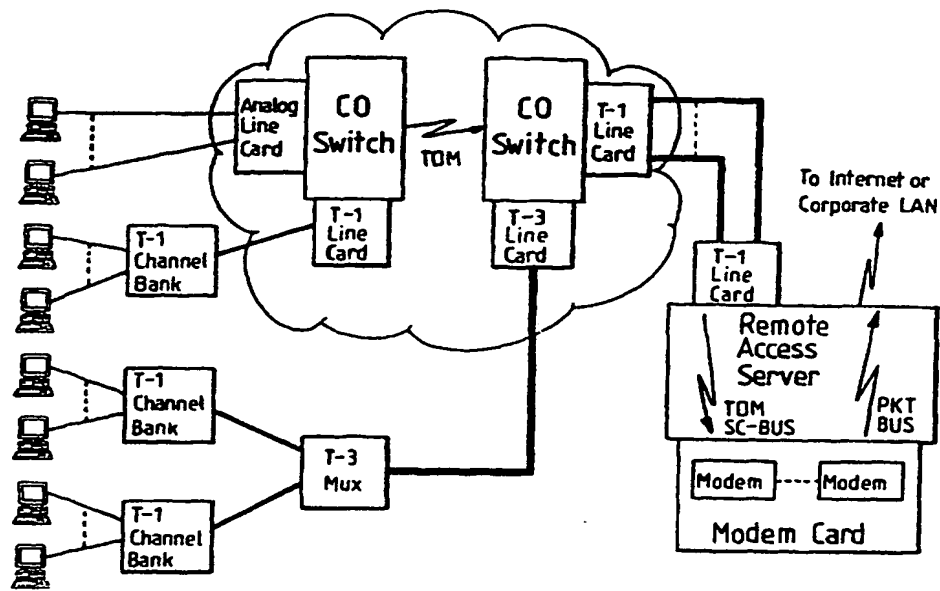 Analog
Line
Card
CO
Switch
TDM
CO
Switch
T-1
Line
Card
T-1
Line
Card
T-3
Line
Card
To Internet or
Corporate LAN
T-1
Channel
Bank
T-1
Line
Card
Remote
Access
Server
TDM
SC-BUS
PKT
BUS
T-1
Channel
Bank
T-3
Mux
Modem
Modem
Modem Card
T-1
Channel
Bank